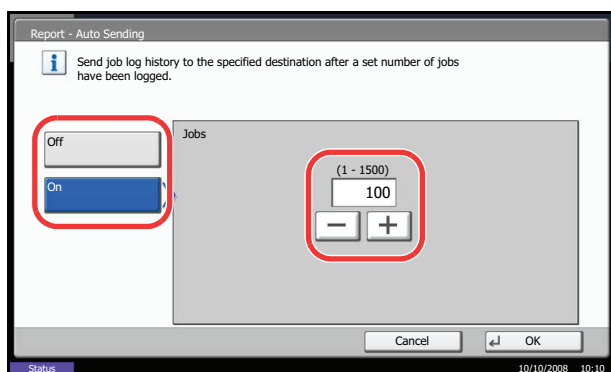 Report - Auto Sending
Send job log history to the specified destination after a set number of jobs
have been logged.
Off
On
Jobs
(1 - 1500)
100
Cancel
OK
Status
10/10/2008 10:10